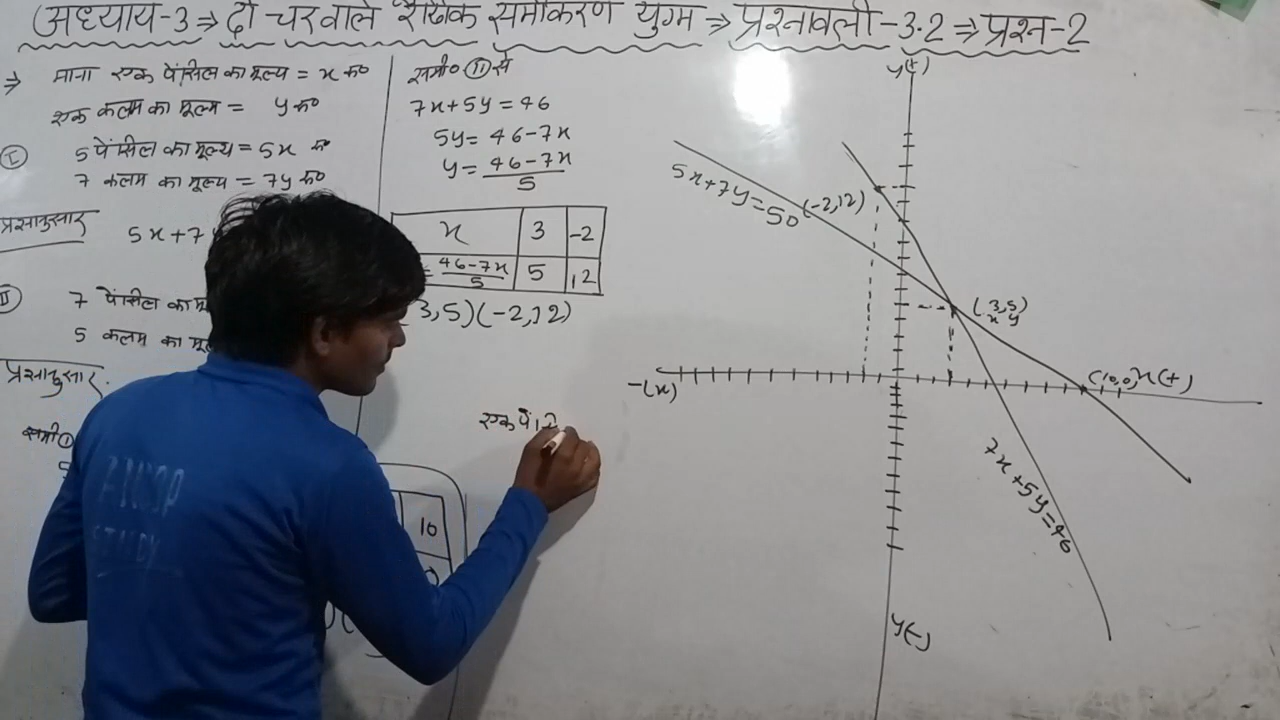 (अध्याय-3⇒ दो चर वाले रैखिक समीकरण युग्म ⇒ प्रश्नावली-3.2 ⇒ प्रश्न-2
⇒ माना एक पेंसिल का मूल्य = x रू०
एक कलम का मूल्य = y रू०
I 5 पेंसिल का मूल्य = 5x रू
7 कलम का मूल्य = 7y रू०
प्रश्नानुसार
5x+7
II 7 पेंसिल का
5 कलम का
प्रश्नानुसार
समी० I
समी० II से
7x+5y=46
5y= 46-7x
y= 46-7x
5
x 3 -2
= 46-7x/5 5 12
3,5)(-2,12)
एक पें
10
y(+)
5x+7y=50
(-2,12)
(3,5)
x y
-(x)
(10,0) x(+)
7x+5y=46
y(-)
STUDY